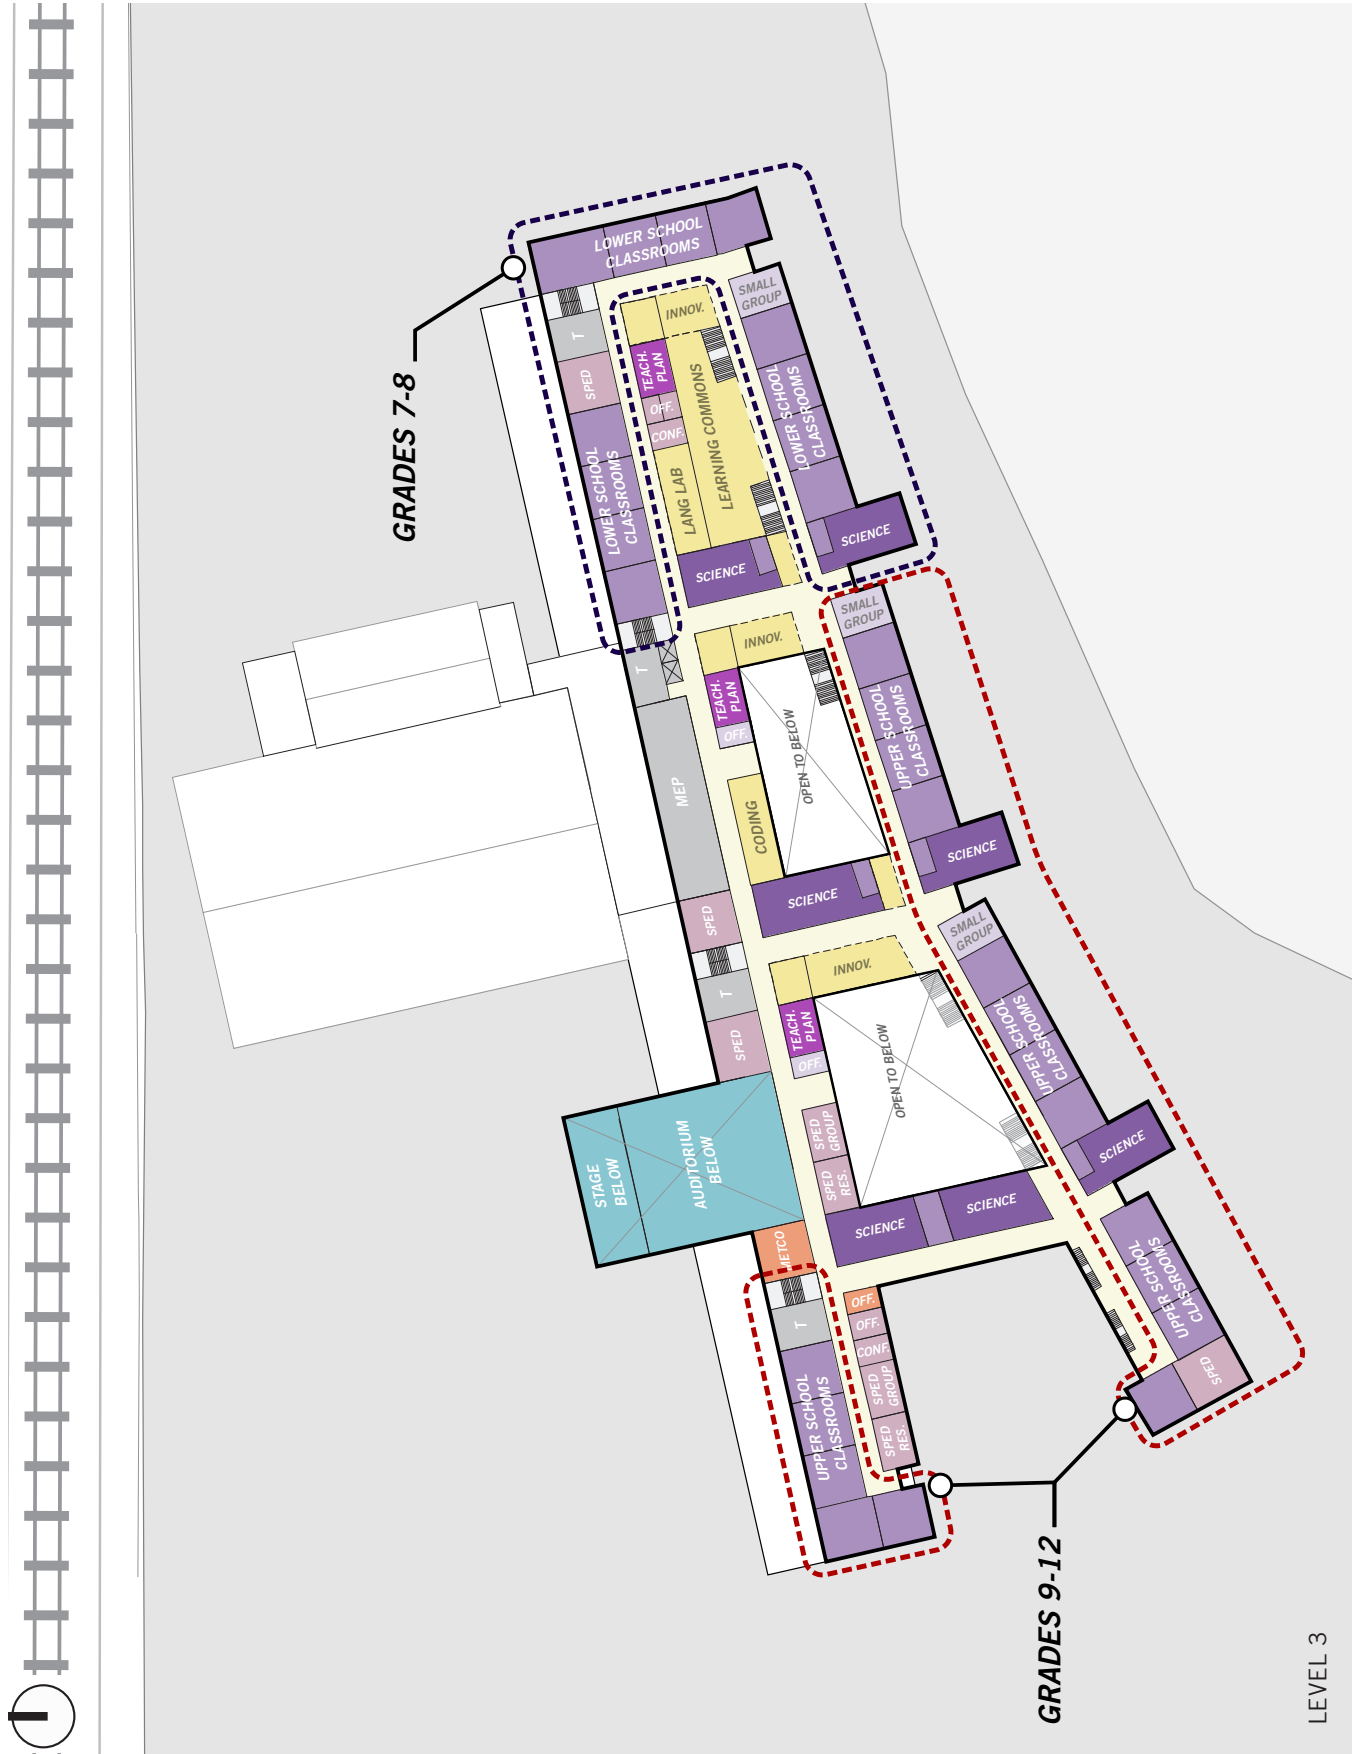 GRADES 7-8
LOWER SCHOOL
CLASSROOMS
T
SPED
LOWER SCHOOL
CLASSROOMS
INNOV.
TEACH.
PLAN
OFF.
CONF.
LANG LAB
LEARNING COMMONS
SCIENCE
SMALL
GROUP
LOWER SCHOOL
CLASSROOMS
SCIENCE
T
MEP
INNOV.
TEACH.
PLAN
OFF.
CODING
OPEN TO BELOW
SCIENCE
SMALL
GROUP
UPPER SCHOOL
CLASSROOMS
SCIENCE
SPED
T
SPED
INNOV.
TEACH.
PLAN
OFF.
OPEN TO BELOW
SPED
GROUP
SPED
RES.
SCIENCE
SCIENCE
SMALL
GROUP
UPPER SCHOOL
CLASSROOMS
SCIENCE
STAGE
BELOW
AUDITORIUM
BELOW
METCO
T
UPPER SCHOOL
CLASSROOMS
OFF.
OFF.
CONF.
SPED
GROUP
SPED
RES.
UPPER SCHOOL
CLASSROOMS
SPED
GRADES 9-12
LEVEL 3